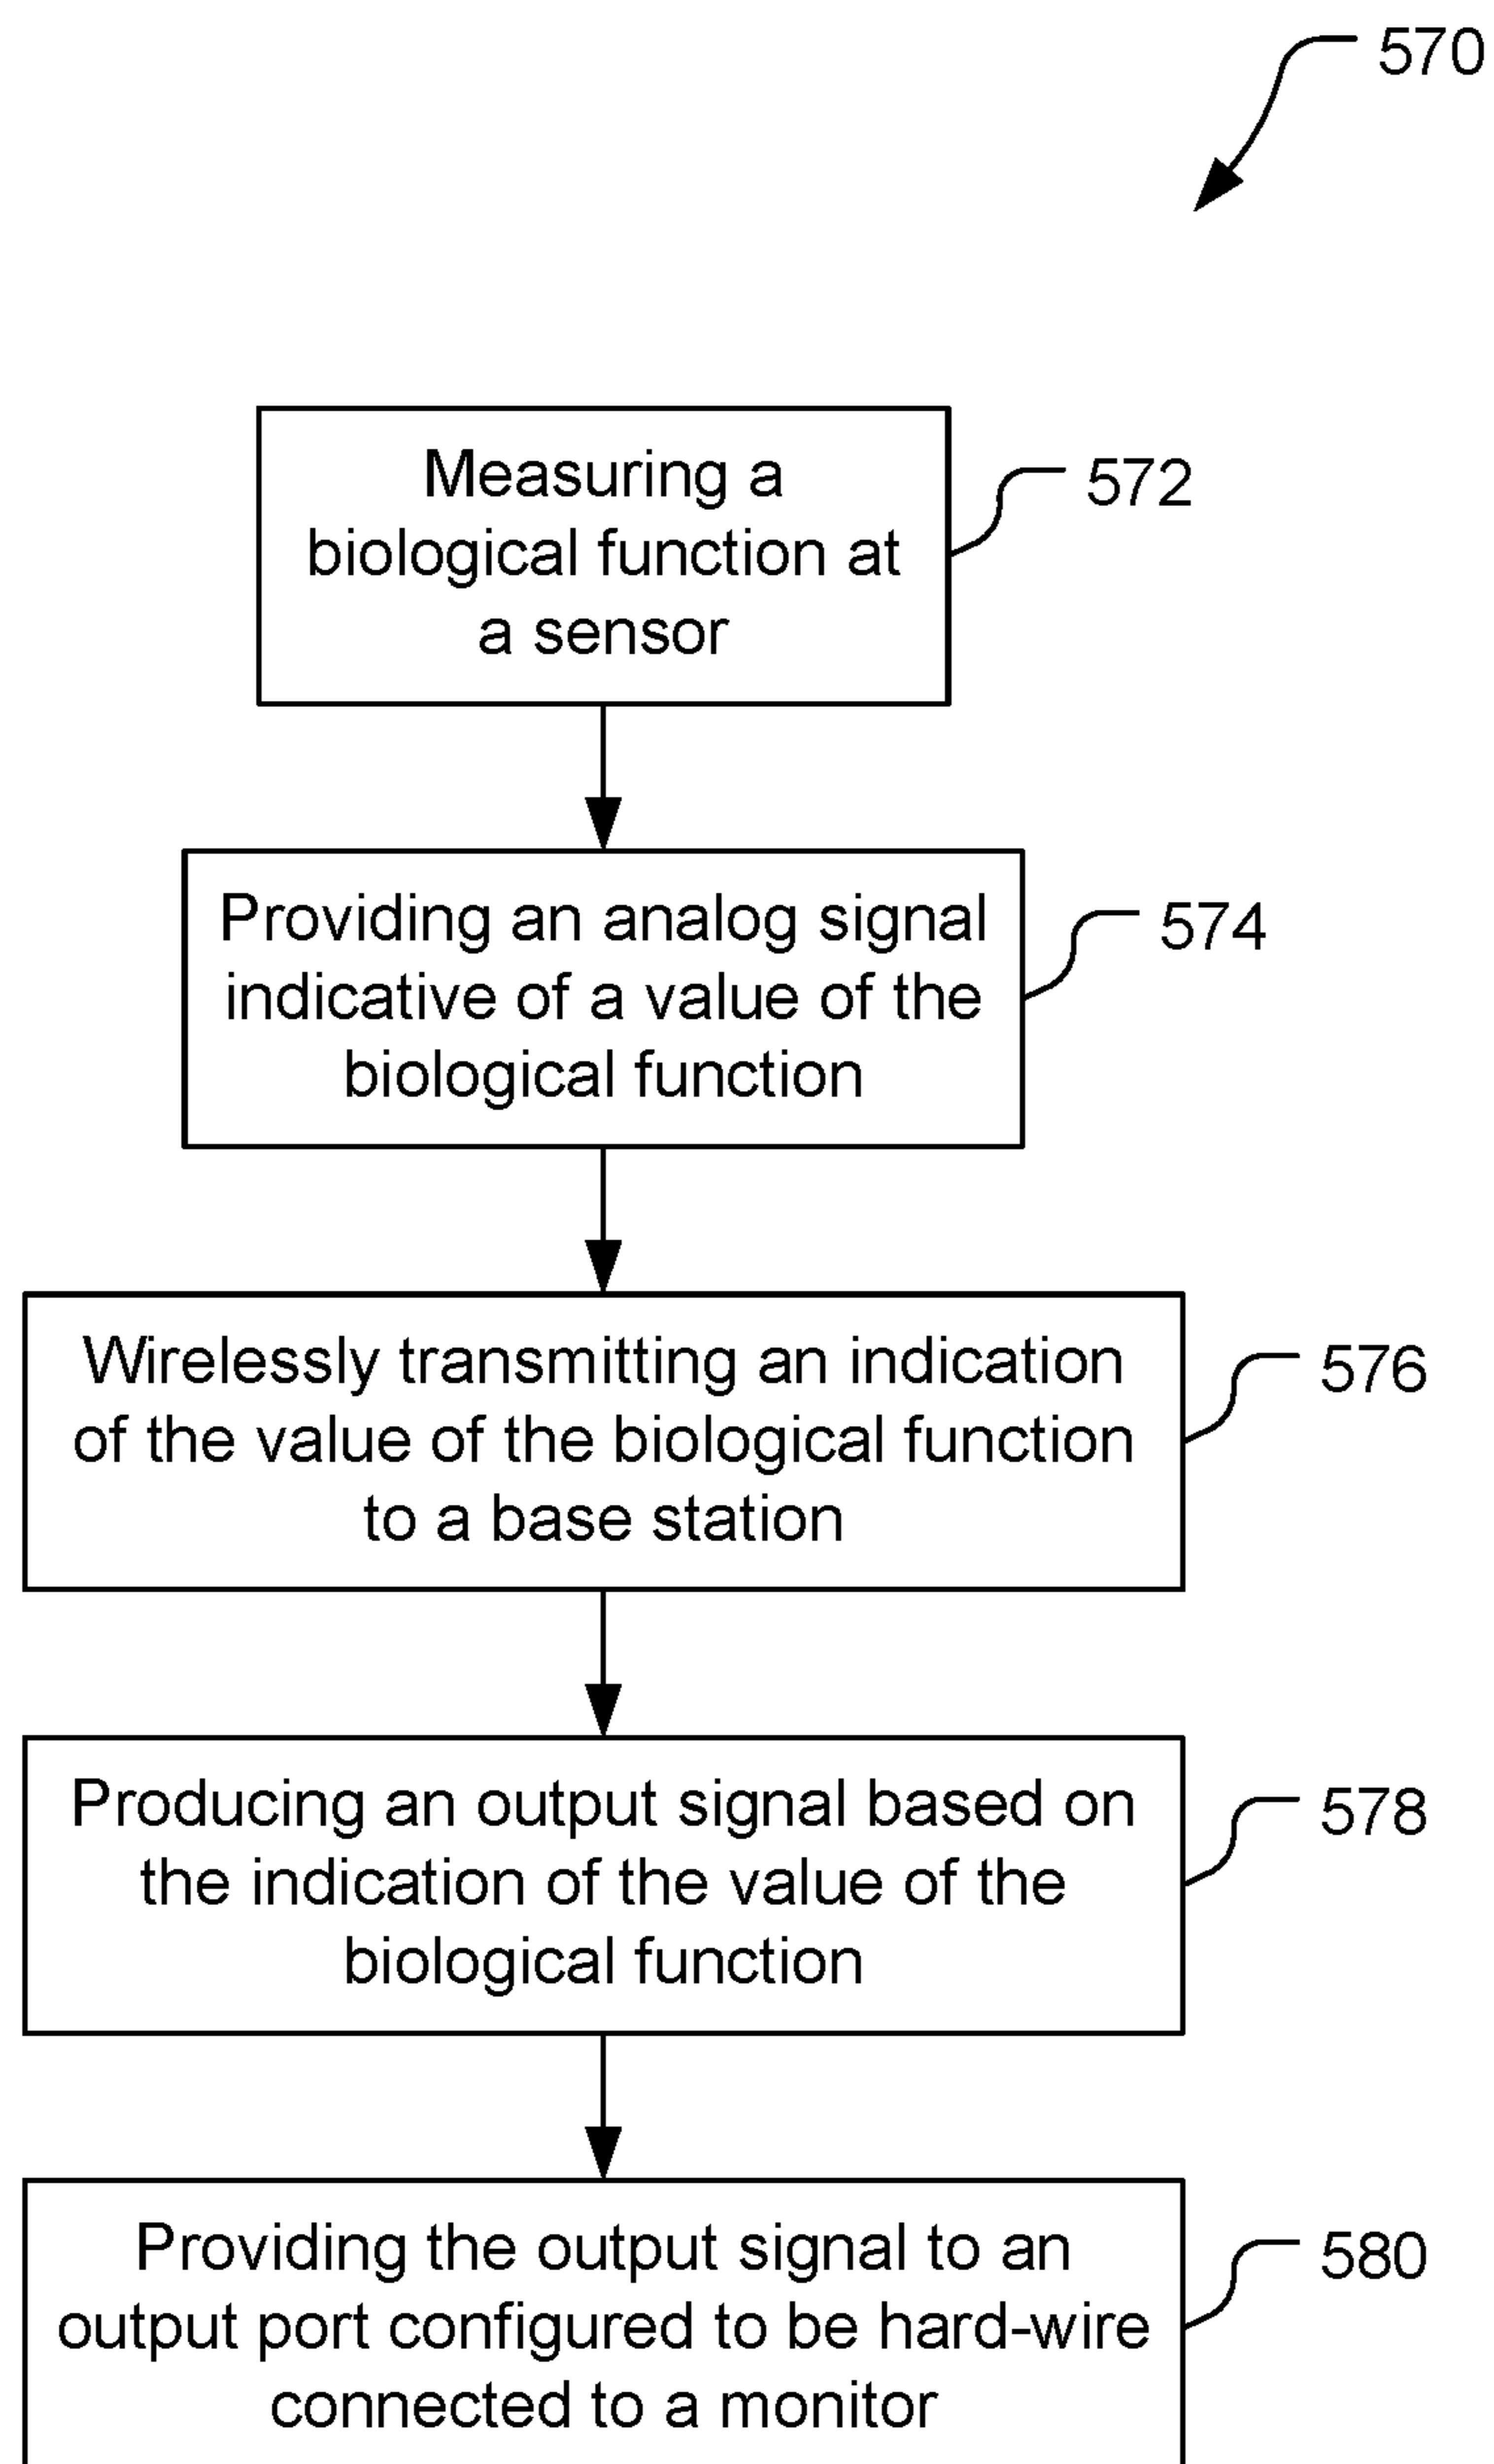 570
Measuring a
biological function at
a sensor
572
Providing an analog signal
indicative of a value of the
biological function
574
Wirelessly transmitting an indication
of the value of the biological function
to a base station
576
Producing an output signal based on
the indication of the value of the
biological function
578
Providing the output signal to an
output port configured to be hard-wire
connected to a monitor
580